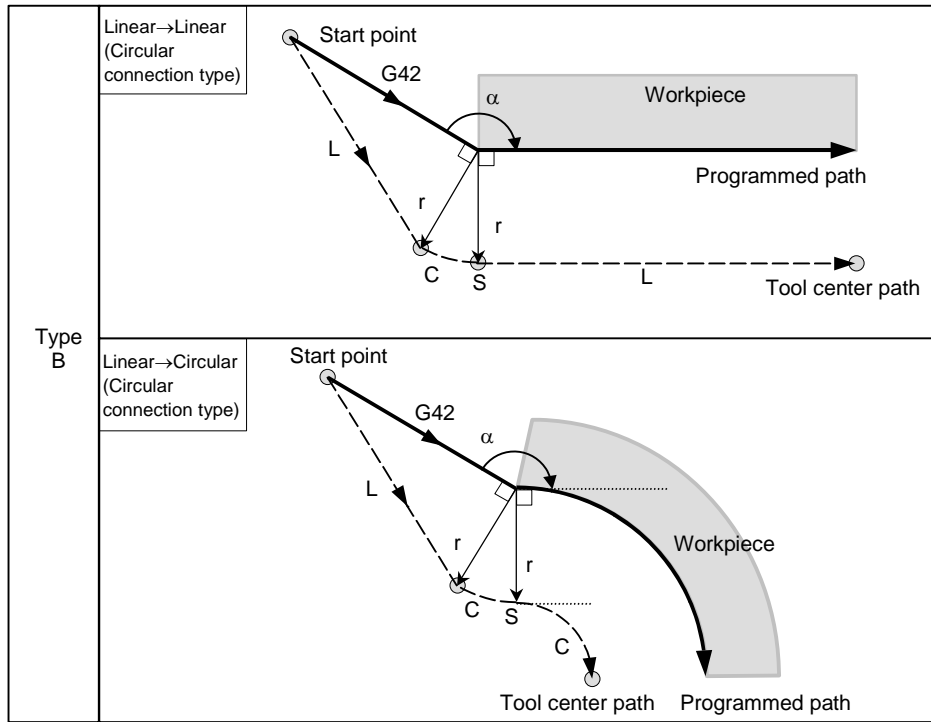 Type
B
Linear→Linear
(Circular
connection type)
Start point
G42
α
Workpiece
L
Programmed path
r
r
C
S
L
Tool center path
Linear→Circular
(Circular
connection type)
Start point
G42
α
L
Workpiece
r
r
C
S
C
Tool center path
Programmed path